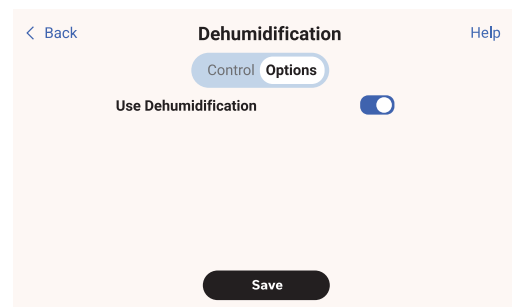 Back Dehumidification Help
Control Options
Use Dehumidification
Save